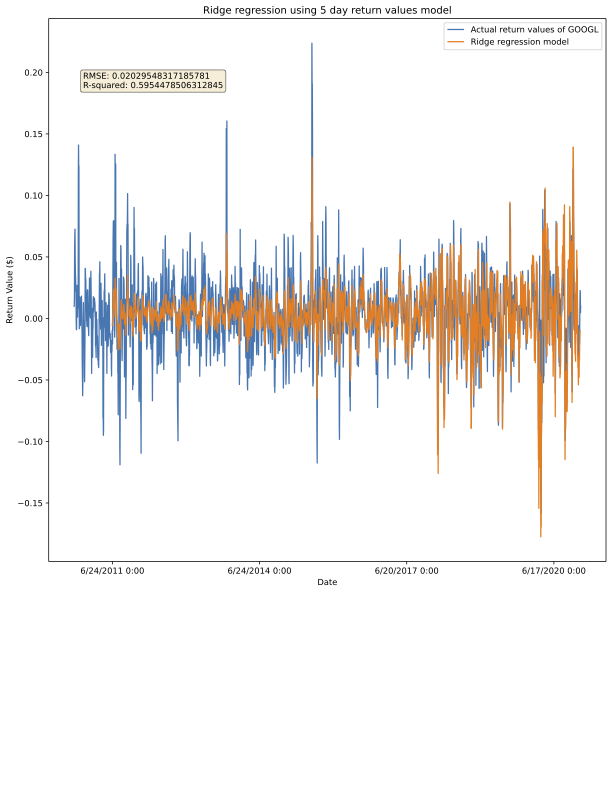 Ridge regression using 5 day return values model
Actual return values of GOOGL
Ridge regression model
RMSE: 0.02029548317185781
R-squared: 0.5954478506312845
0.20
0.15
0.10
0.05
0.00
−0.05
−0.10
−0.15
Return Value ($)
6/24/2011 0:00
6/24/2014 0:00
6/20/2017 0:00
6/17/2020 0:00
Date